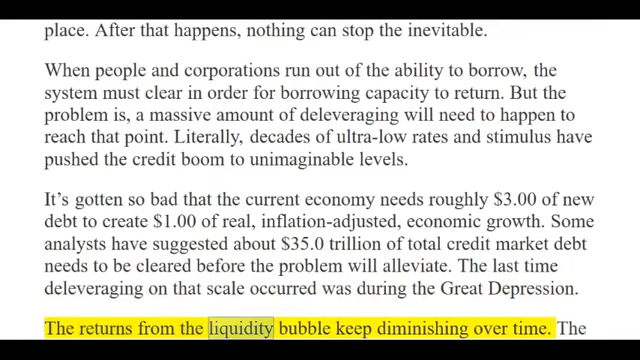 place. After that happens, nothing can stop the inevitable.
When people and corporations run out of the ability to borrow, the
system must clear in order for borrowing capacity to return. But the
problem is, a massive amount of deleveraging will need to happen to
reach that point. Literally, decades of ultra-low rates and stimulus have
pushed the credit boom to unimaginable levels.
It’s gotten so bad that the current economy needs roughly $3.00 of new
debt to create $1.00 of real, inflation-adjusted, economic growth. Some
analysts have suggested about $35.0 trillion of total credit market debt
needs to be cleared before the problem will alleviate. The last time
deleveraging on that scale occurred was during the Great Depression.
The returns from the liquidity bubble keep diminishing over time. The